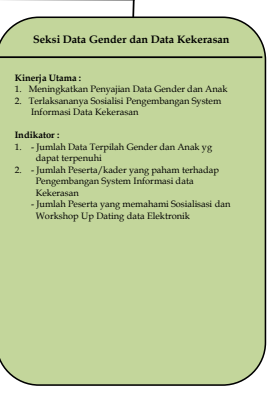 Seksi Data Gender dan Data Kekerasan
Kinerja Utama :
1. Meningkatkan Penyajian Data Gender dan Anak
2. Terlaksananya Sosialisi Pengembangan System
Informasi Data Kekerasan
Indikator :
1. - Jumlah Data Terpilah Gender dan Anak yg
dapat terpenuhi
2. - Jumlah Peserta/kader yang paham terhadap
Pengembangan System Informasi data
Kekerasan
- Jumlah Peserta yang memahami Sosialisasi dan
Workshop Up Dating data Elektronik